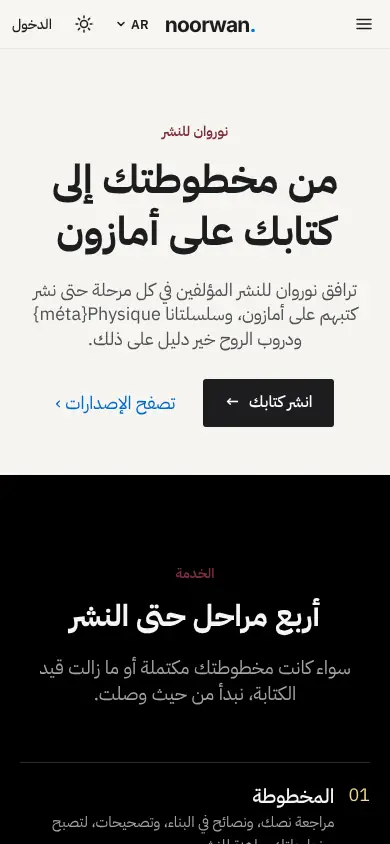 noorwan.
AR
الدخول
نوروان للنشر
من مخطوطتك إلى
كتابك على أمازون
ترافق نوروان للنشر المؤلفين في كل مرحلة حتى نشر
كتبهم على أمازون، وسلسلتانا {méta}Physique
ودروب الروح خير دليل على ذلك.
انشر كتابك ←
تصفح الإصدارات ›
الخدمة
أربع مراحل حتى النشر
سواء كانت مخطوطتك مكتملة أو ما زالت قيد
الكتابة، نبدأ من حيث وصلت.
01 المخطوطة
مراجعة نصك، ونصائح في البناء، وتصحيحات، لتصبح